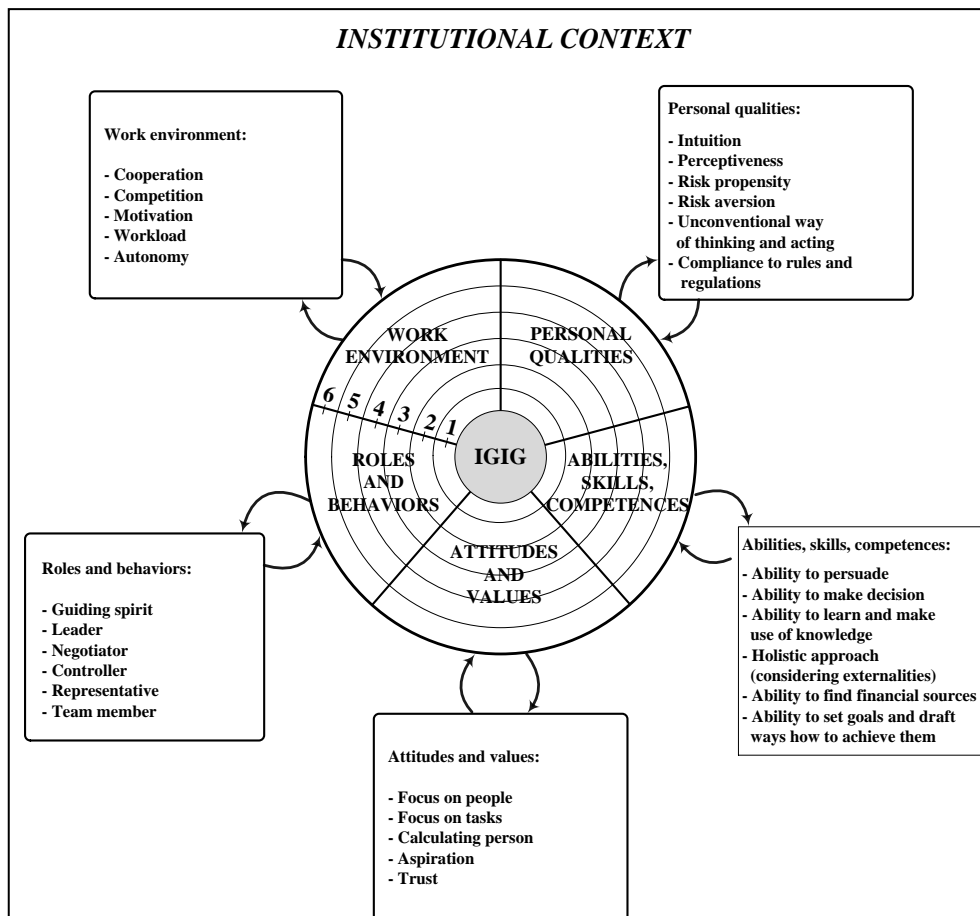 INSTITUTIONAL CONTEXT
Work environment:
- Cooperation
- Competition
- Motivation
- Workload
- Autonomy
Personal qualities:
- Intuition
- Perceptiveness
- Risk propensity
- Risk aversion
- Unconventional way
of thinking and acting
- Compliance to rules and
regulations
WORK
ENVIRONMENT
PERSONAL
QUALITIES
6 5 4 3 2 1
IGIG
ROLES
AND
BEHAVIORS
ABILITIES,
SKILLS,
COMPETENCES
ATTITUDES
AND
VALUES
Roles and behaviors:
- Guiding spirit
- Leader
- Negotiator
- Controller
- Representative
- Team member
Abilities, skills, competences:
- Ability to persuade
- Ability to make decision
- Ability to learn and make
use of knowledge
- Holistic approach
(considering externalities)
- Ability to find financial sources
- Ability to set goals and draft
ways how to achieve them
Attitudes and values:
- Focus on people
- Focus on tasks
- Calculating person
- Aspiration
- Trust